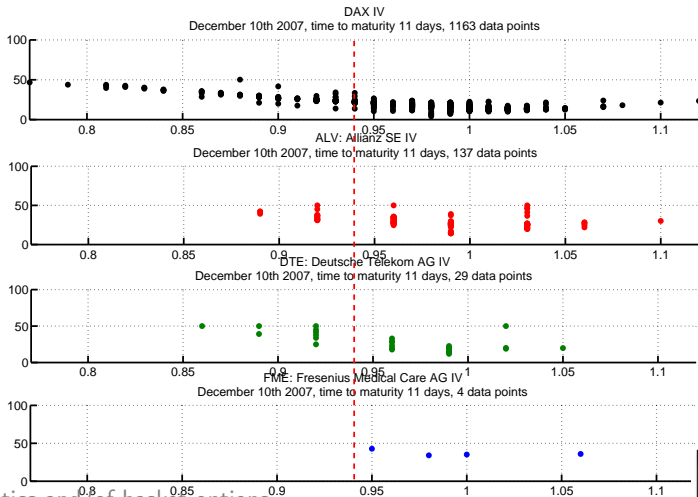 DAX IV
December 10th 2007, time to maturity 11 days, 1163 data points
100
50
0
0.8 0.85 0.9 0.95 1 1.05 1.1
ALV: Allianz SE IV
December 10th 2007, time to maturity 11 days, 137 data points
100
50
0
0.8 0.85 0.9 0.95 1 1.05 1.1
DTE: Deutsche Telekom AG IV
December 10th 2007, time to maturity 11 days, 29 data points
100
50
0
0.8 0.85 0.9 0.95 1 1.05 1.1
FME: Fresenius Medical Care AG IV
December 10th 2007, time to maturity 11 days, 4 data points
100
50
0
0.8 0.85 0.9 0.95 1 1.05 1.1
basket options